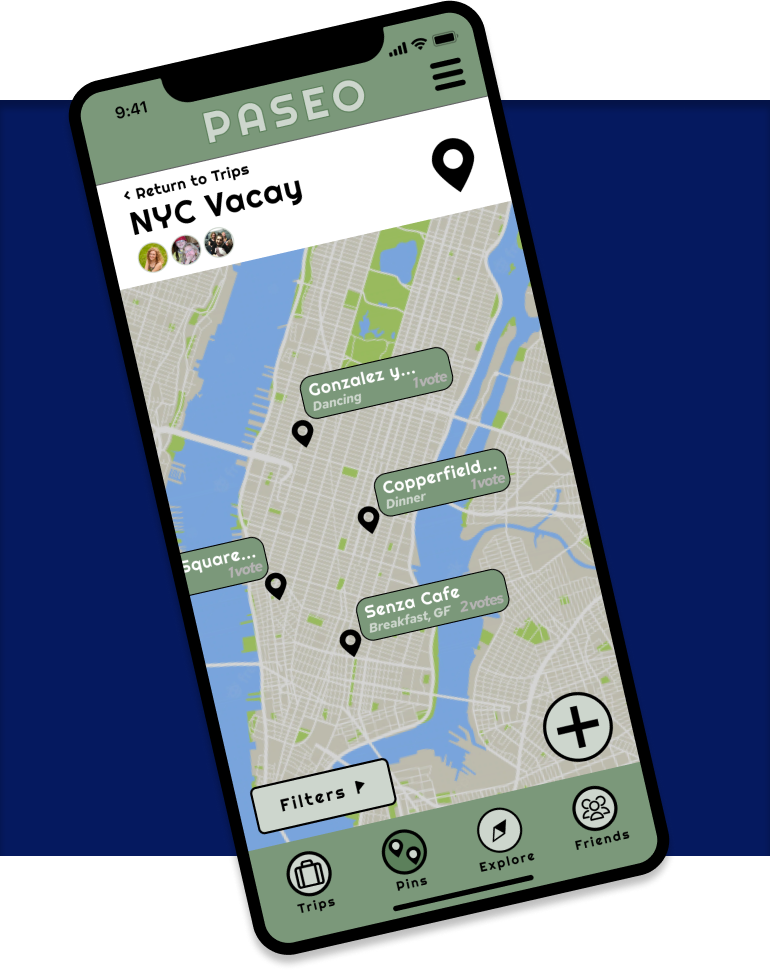 9:41
PASEO
‹ Return to Trips
NYC Vacay
Gonzalez y...
Dancing 1vote
Copperfield...
Dinner 1vote
Square...
1vote
Senza Cafe
Breakfast, GF 2votes
Filters
Trips
Pins
Explore
Friends